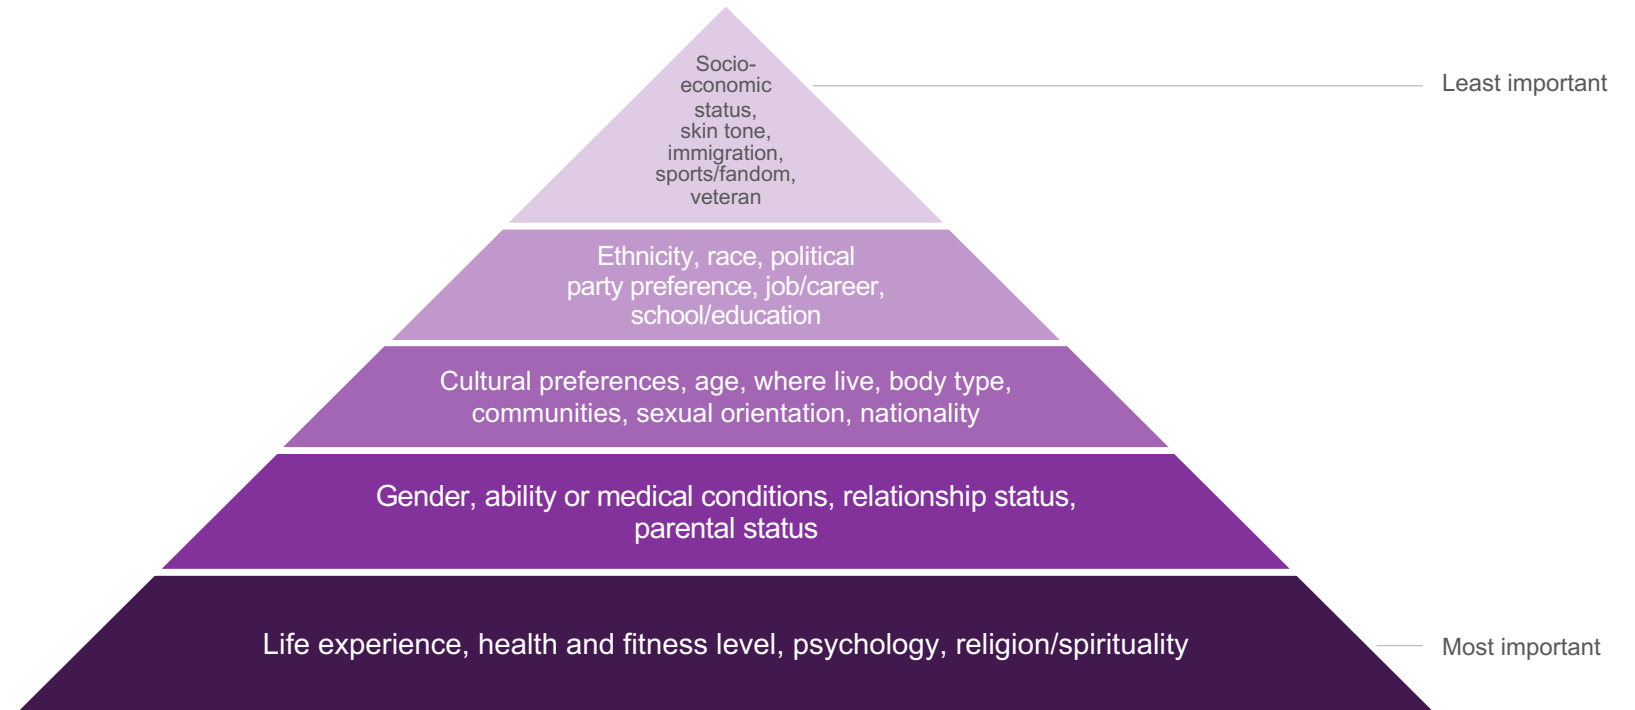 Socio-
economic
status,
skin tone,
immigration,
sports/fandom,
veteran
Least important
Ethnicity, race, political
party preference, job/career,
school/education
Cultural preferences, age, where live, body type,
communities, sexual orientation, nationality
Gender, ability or medical conditions, relationship status,
parental status
Life experience, health and fitness level, psychology, religion/spirituality
Most important